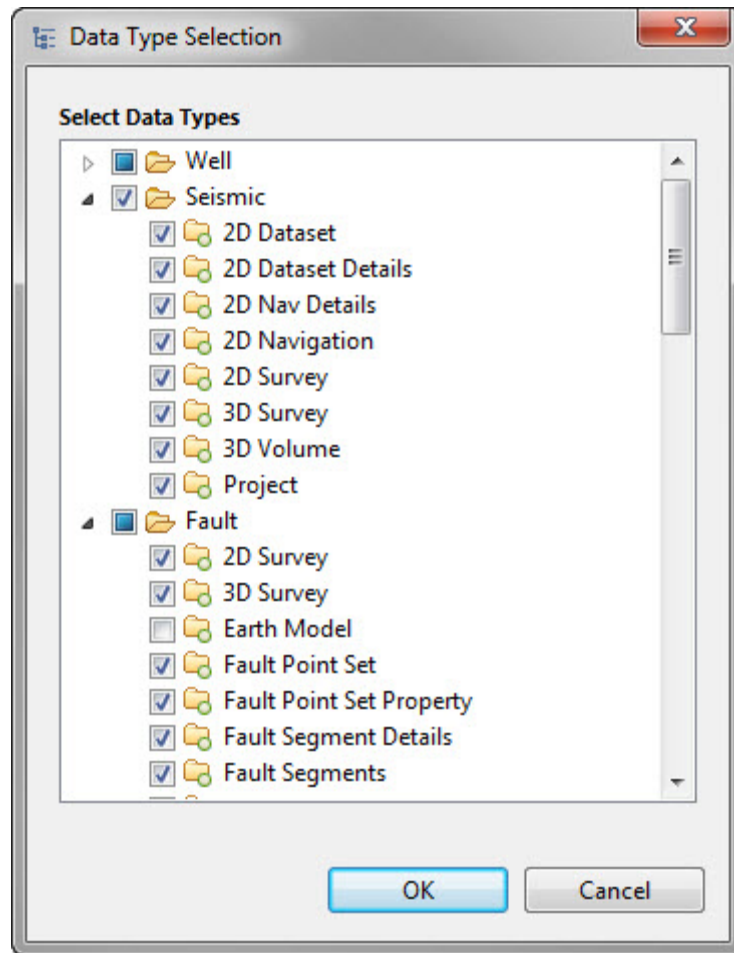 Data Type Selection
Select Data Types
Well
Seismic
2D Dataset
2D Dataset Details
2D Nav Details
2D Navigation
2D Survey
3D Survey
3D Volume
Project
Fault
2D Survey
3D Survey
Earth Model
Fault Point Set
Fault Point Set Property
Fault Segment Details
Fault Segments
OK Cancel